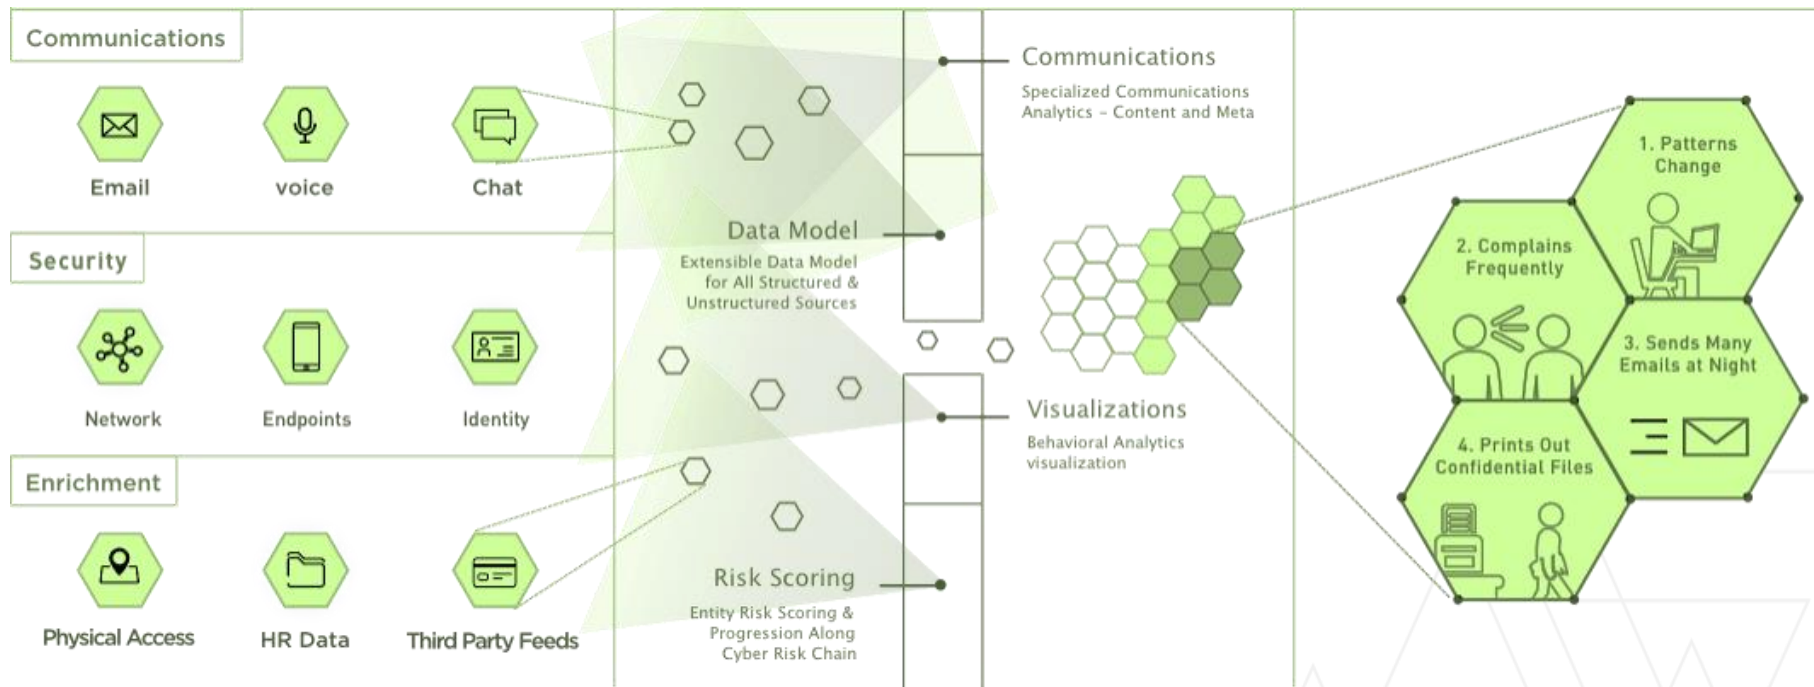 Communications
Email
voice
Chat
Security
Network
Endpoints
Identity
Enrichment
Physical Access
HR Data
Third Party Feeds
Communications
Specialized Communications
Analytics – Content and Meta
Data Model
Extensible Data Model
for All Structured &
Unstructured Sources
Visualizations
Behavioral Analytics
visualization
Risk Scoring
Entity Risk Scoring &
Progression Along
Cyber Risk Chain
1. Patterns
Change
2. Complains
Frequently
3. Sends Many
Emails at Night
4. Prints Out
Confidential Files